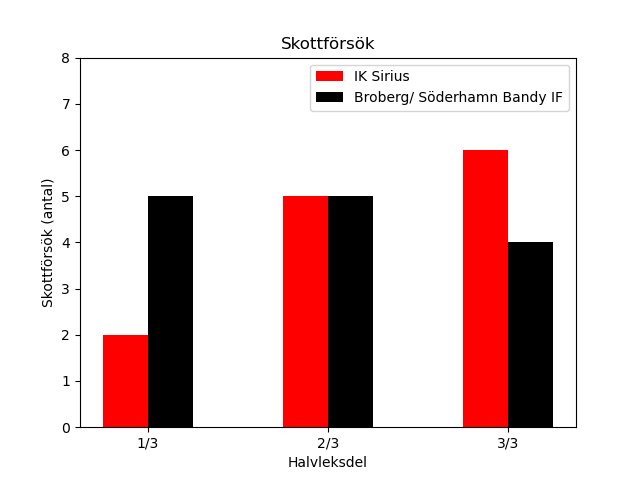 Skottförsök
IK Sirius
Broberg/ Söderhamn Bandy IF
8
7
6
5
4
3
2
1
0
Skottförsök (antal)
1/3 2/3 3/3
Halvleksdel